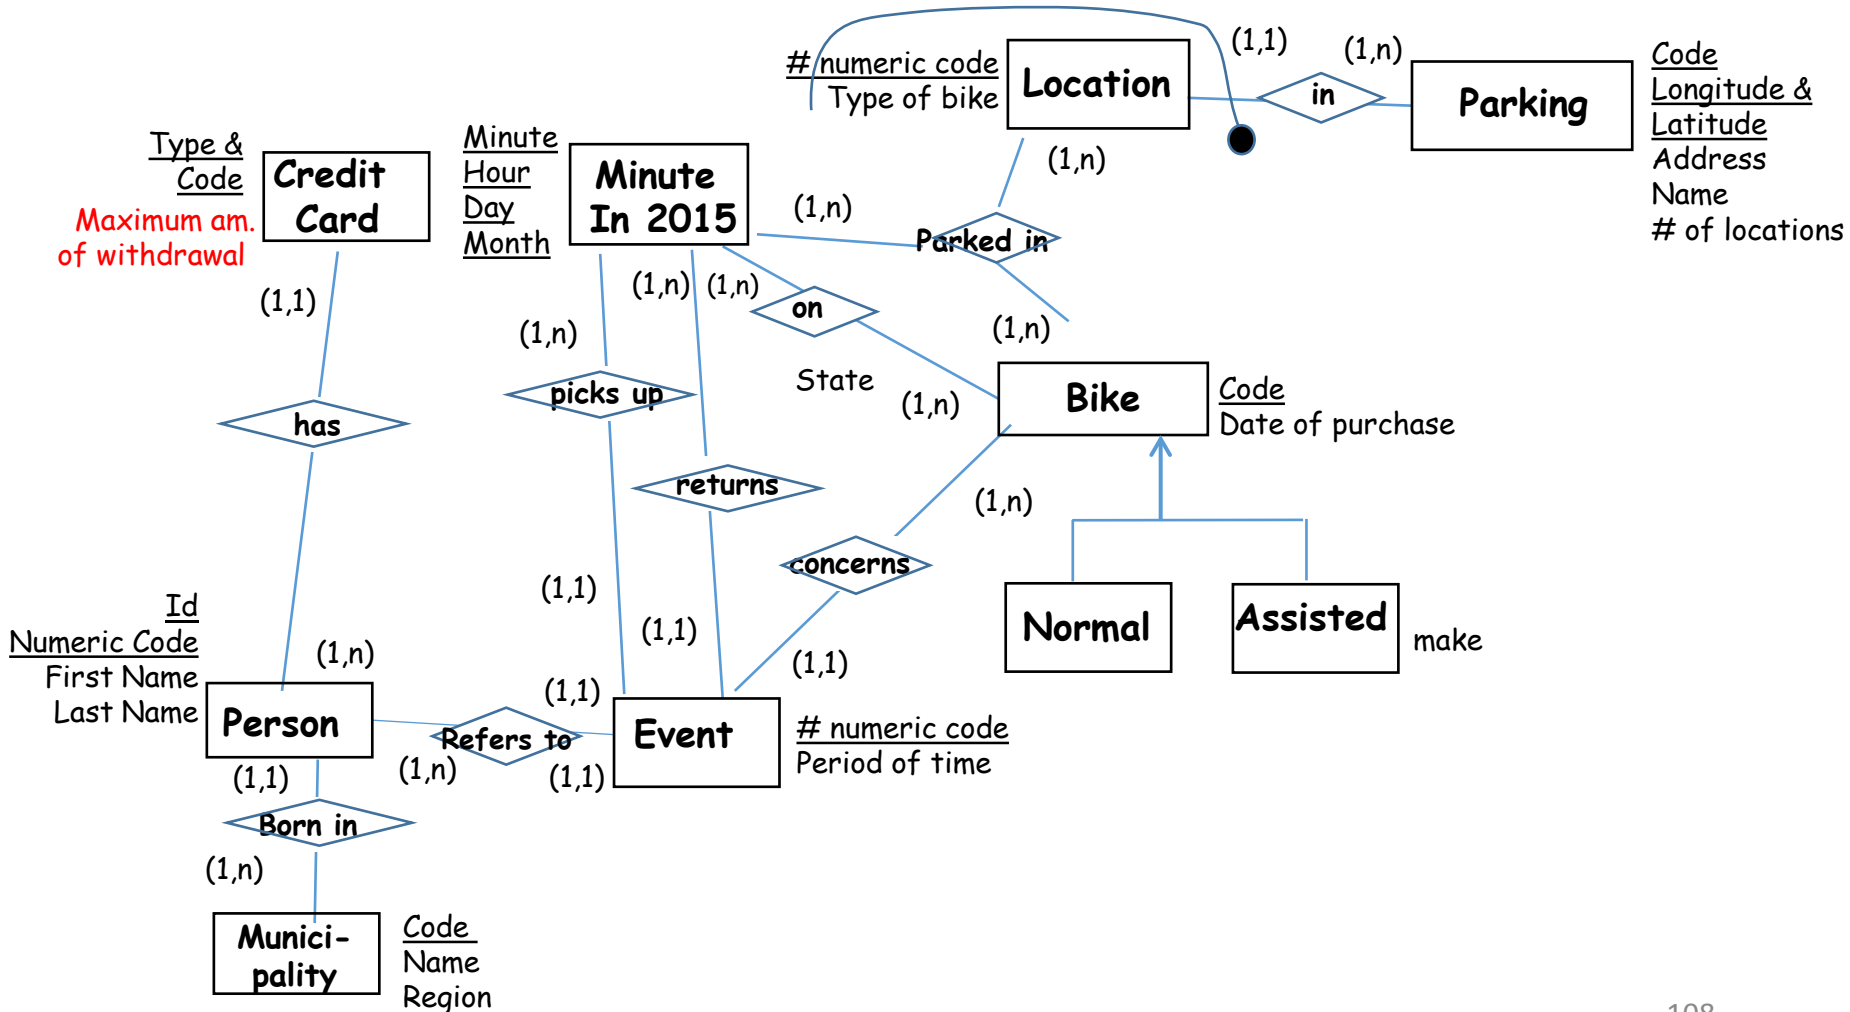 (1,1)
(1,n)
# numeric code
Type of bike
Location
in
Parking
Code
Longitude &
Latitude
Address
Name
# of locations
Type &
Code
Maximum am.
of withdrawal
Credit
Card
Minute
Hour
Day
Month
Minute
In 2015
(1,n)
(1,n)
Parked in
(1,1)
(1,n)
(1,n)
(1,n)
on
(1,n)
State
(1,n)
picks up
Bike
Code
Date of purchase
has
returns
(1,n)
concerns
(1,1)
(1,1)
(1,1)
Normal
Assisted
make
Id
Numeric Code
First Name
Last Name
(1,n)
Person
(1,1)
Refers to
(1,n)
(1,1)
Event
# numeric code
Period of time
(1,1)
Born in
(1,n)
Munici-
pality
Code
Name
Region
108